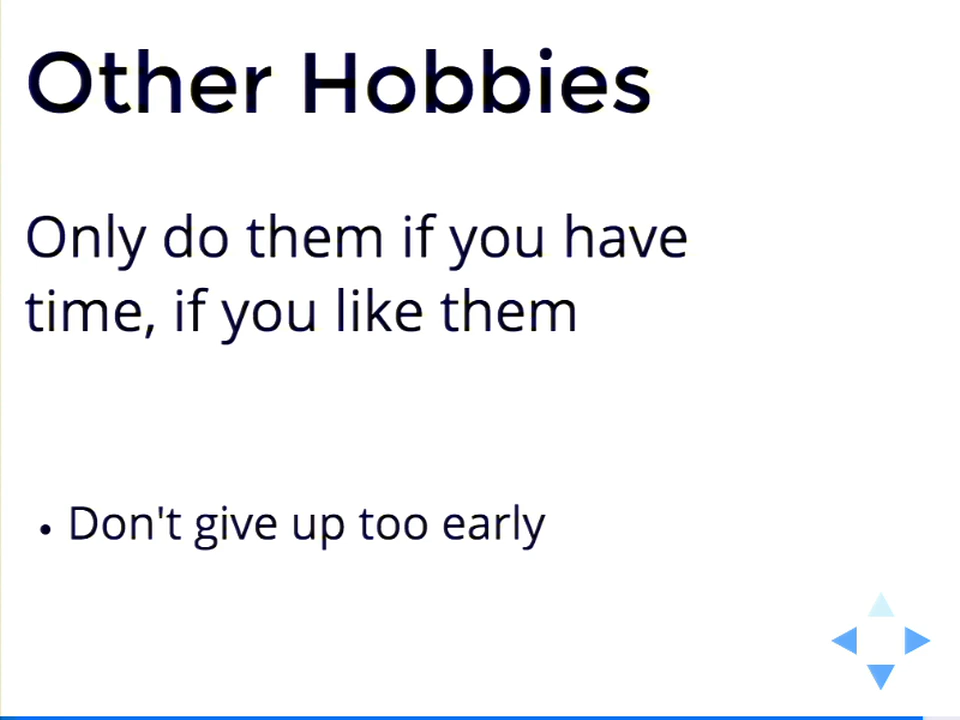 Other Hobbies
Only do them if you have
time, if you like them
• Don't give up too early